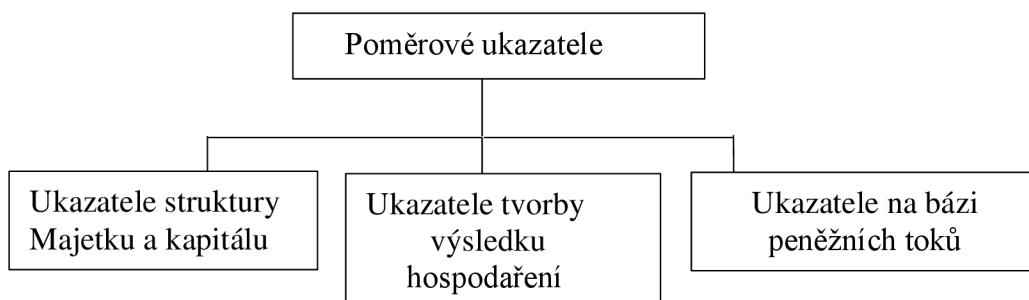 Poměrové ukazatele
Ukazatele struktury
Majetku a kapitálu
Ukazatele tvorby
výsledku
hospodaření
Ukazatele na bázi
peněžních toků